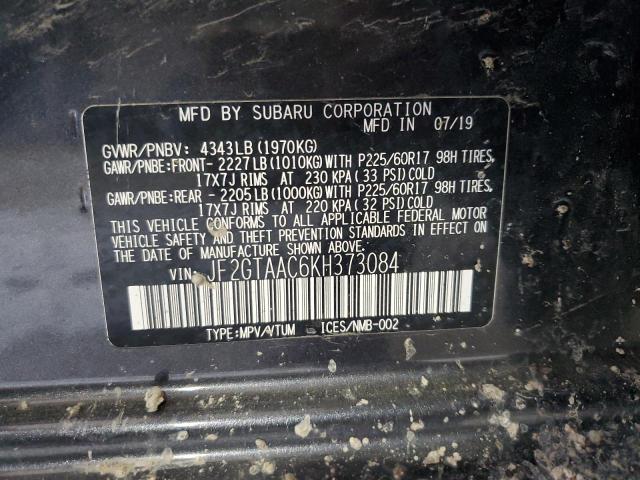 MFD BY SUBARU CORPORATION
MFD IN 07/19
GVWR/PNBV: 4343LB (1970KG)
GAWR/PNBE:FRONT- 2227LB(1010KG) WITH P225/60R17 98H TIRES,
17X7J RIMS AT 230 KPA (33 PSI) COLD
GAWR/PNBE:REAR - 2205LB(1000KG) WITH P225/60R17 98H TIRES,
17X7J RIMS AT 220 KPA (32 PSI) COLD
THIS VEHICLE CONFORMS TO ALL APPLICABLE FEDERAL MOTOR
VEHICLE SAFETY AND THEFT PREVENTION STANDARDS IN EFFECT ON
THE DATE OF MANUFACTURE SHOWN ABOVE.
VIN: JF2GTAAC6KH373084
TYPE:MPV/VTUM ICES/NMB-002